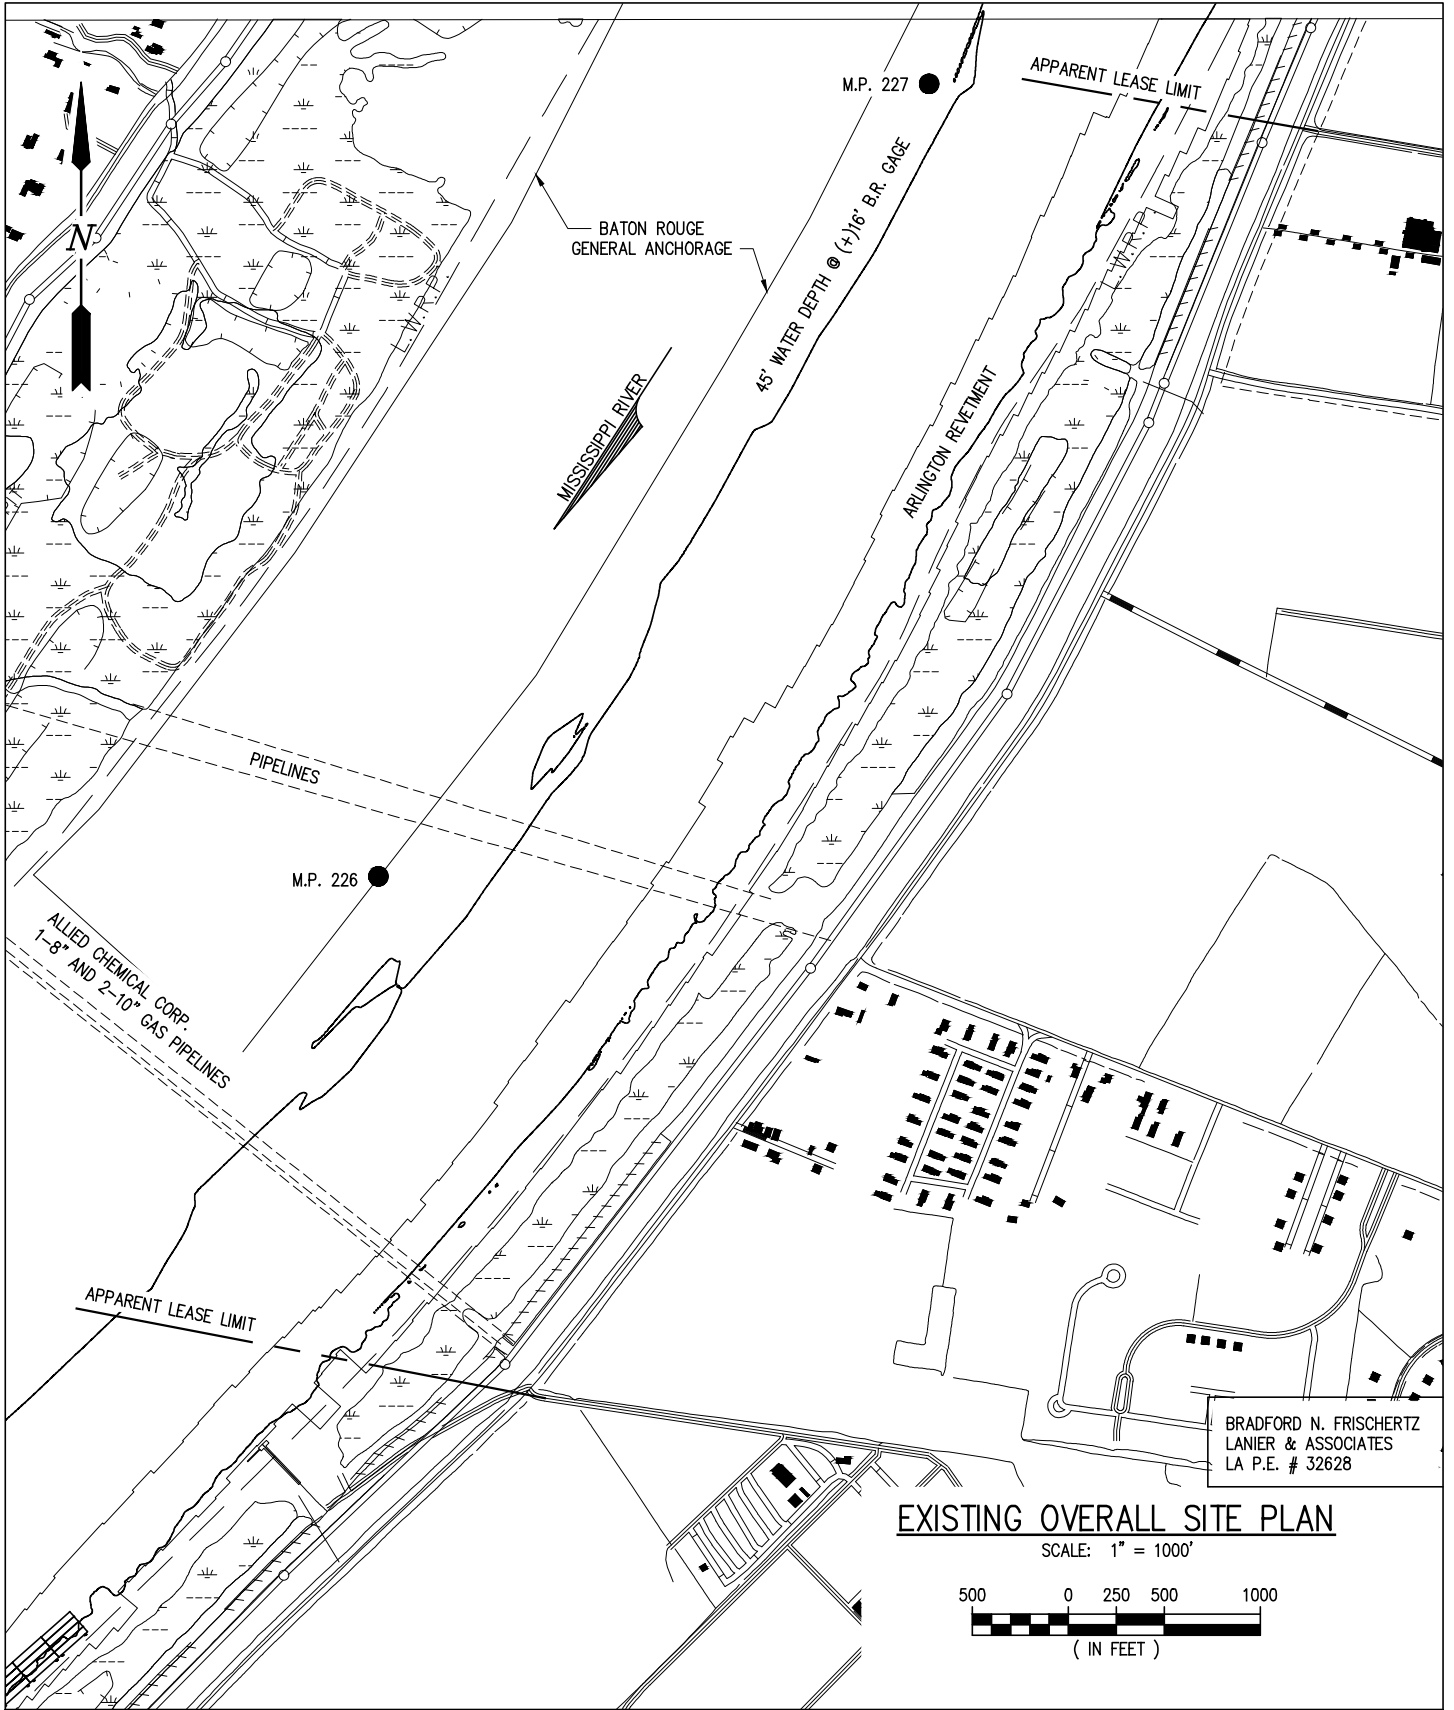 M.P. 227
APPARENT LEASE LIMIT
BATON ROUGE
GENERAL ANCHORAGE
45' WATER DEPTH @ (+)16' B.R. GAGE
L.W.R.P.
N
L.W.R.P.
MISSISSIPPI RIVER
ARLINGTON REVETMENT
PIPELINES
M.P. 226
ALLIED CHEMICAL CORP.
1-8" AND 2-10" GAS PIPELINES
APPARENT LEASE LIMIT
BRADFORD N. FRISCHERTZ
LANIER & ASSOCIATES
LA P.E. # 32628
EXISTING OVERALL SITE PLAN
SCALE: 1" = 1000'
500 0 250 500 1000
( IN FEET )